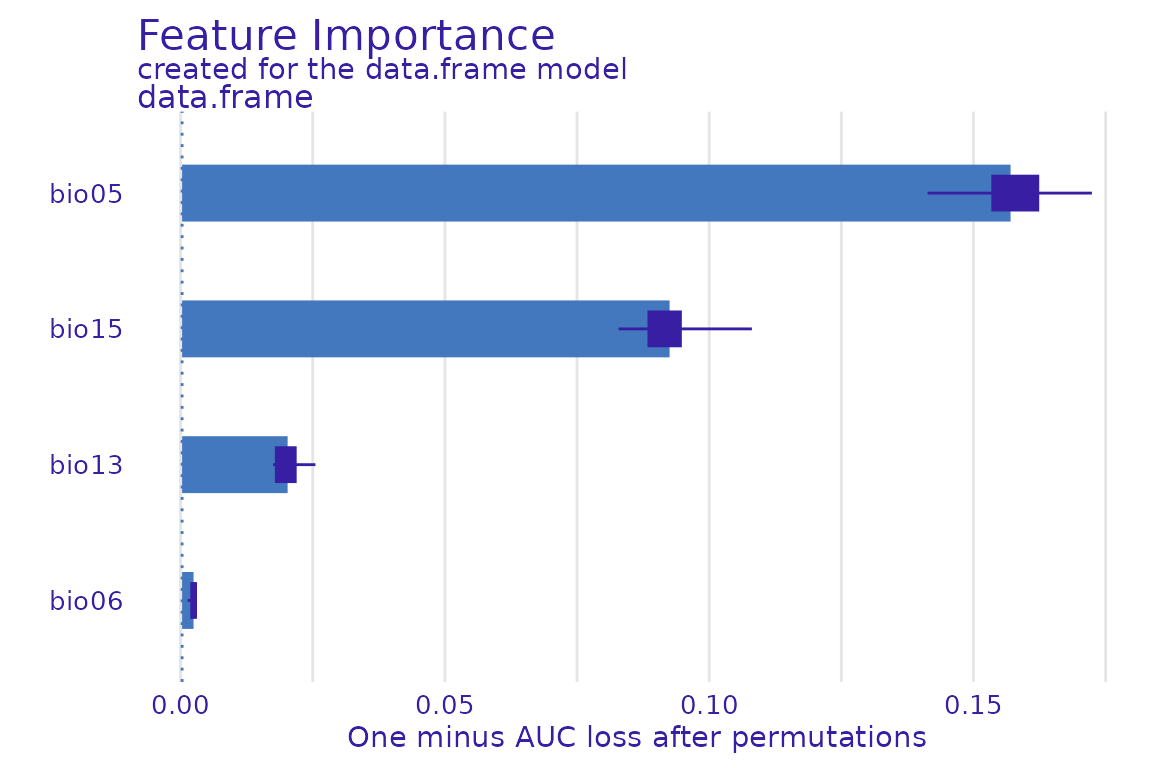 Feature Importance
created for the data.frame model
data.frame
bio05
bio15
bio13
bio06
0.00 0.05 0.10 0.15
One minus AUC loss after permutations